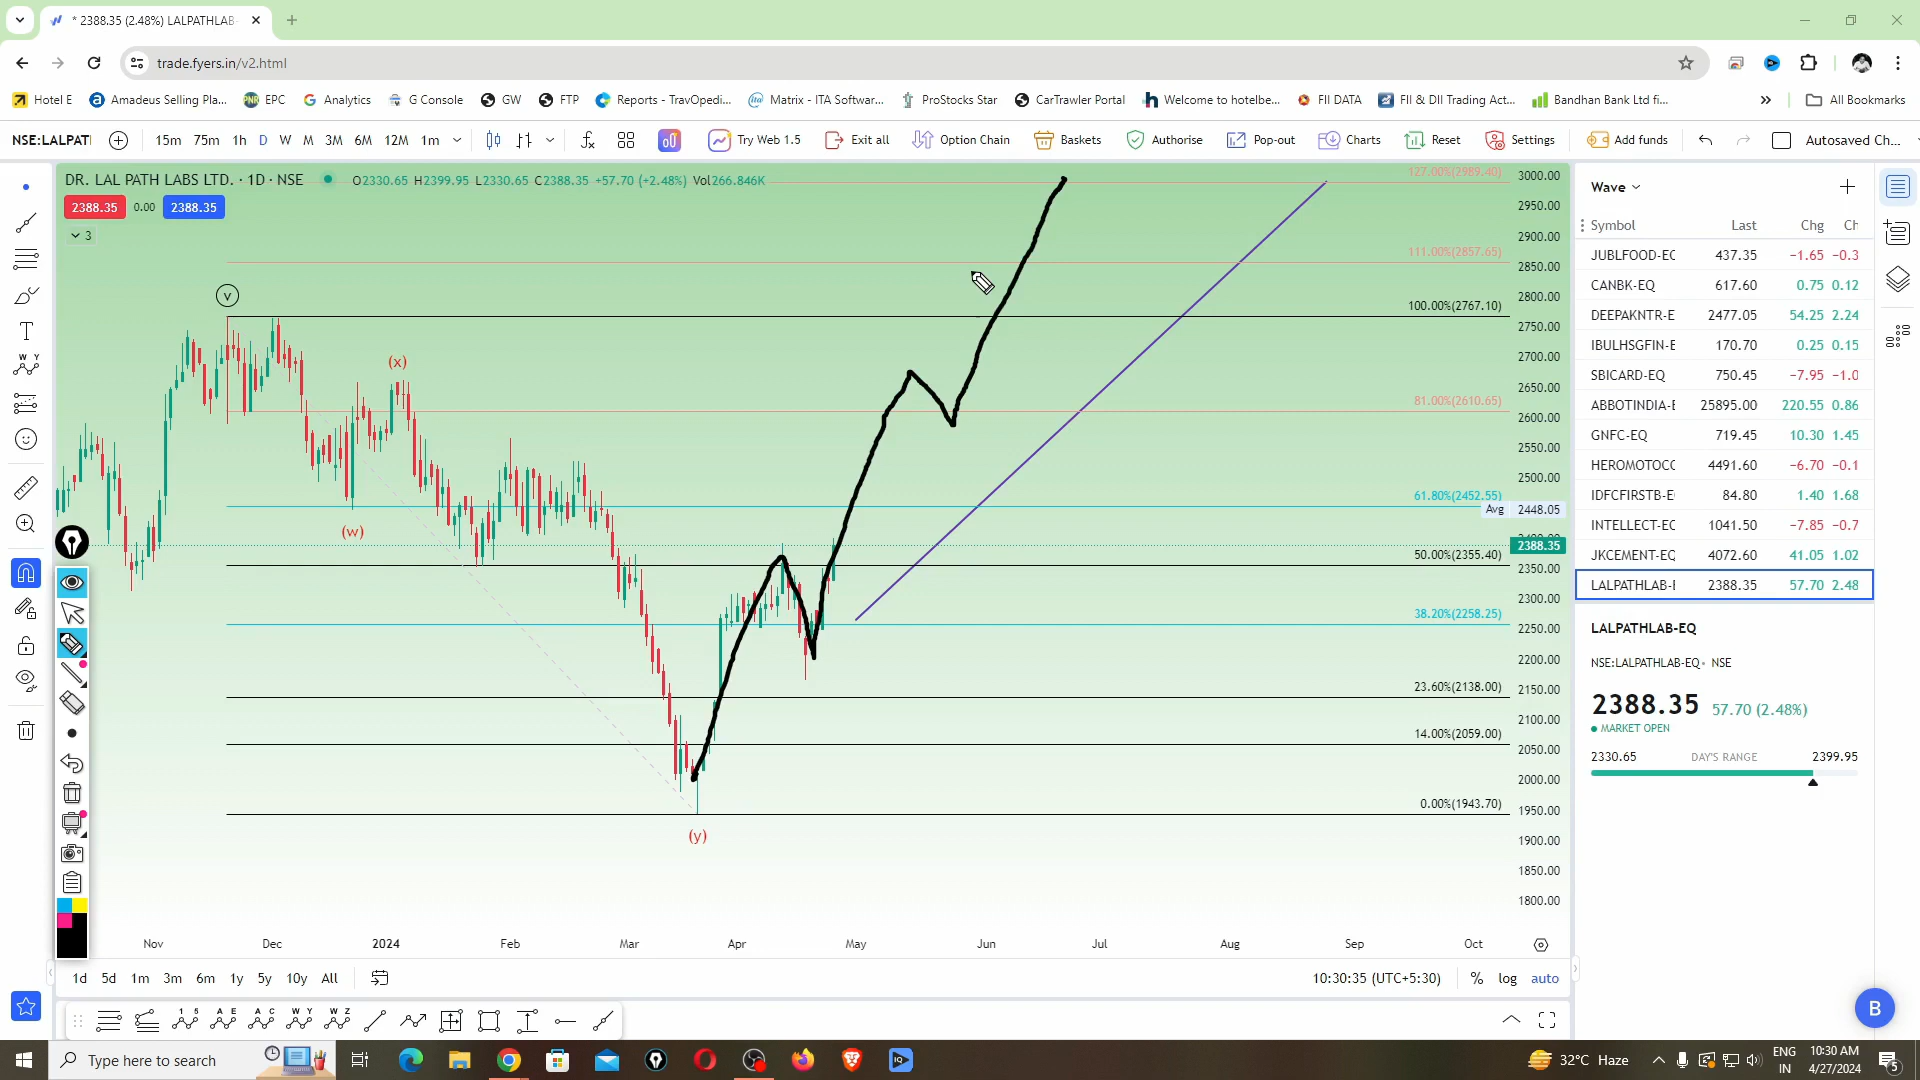 * 2388.35 (2.48%) LALPATHLAB-
trade.fyers.in/v2.html
Hotel E Amadeus Selling Pla... EPC Analytics G Console GW FTP Reports - TravOpedi... Matrix - ITA Softwar... ProStocks Star CarTrawler Portal Welcome to hotelbe... FII DATA FII & DII Trading Act... Bandhan Bank Ltd fi... » All Bookmarks
NSE:LALPATI 15m 75m 1h D W M 3M 6M 12M 1m Try Web 1.5 Exit all Option Chain Baskets Authorise Pop-out Charts Reset Settings Add funds Autosaved Ch...
DR. LAL PATH LABS LTD. · 1D · NSE O2330.65 H2399.95 L2330.65 C2388.35 +57.70 (+2.48%) Vol266.846K
2388.35 0.00 2388.35
3
127.00%(2989.40)
111.00%(2857.65)
100.00%(2767.10)
81.00%(2610.65)
61.80%(2452.55)
50.00%(2355.40)
38.20%(2258.25)
23.60%(2138.00)
14.00%(2059.00)
0.00%(1943.70)
v
(x)
(w)
(y)
3000.00
2950.00
2900.00
2850.00
2800.00
2750.00
2700.00
2650.00
2600.00
2550.00
2500.00
Avg 2448.05
2388.35
2350.00
2300.00
2250.00
2200.00
2150.00
2100.00
2050.00
2000.00
1950.00
1900.00
1850.00
1800.00
Nov Dec 2024 Feb Mar Apr May Jun Jul Aug Sep Oct
1d 5d 1m 3m 6m 1y 5y 10y All 10:30:35 (UTC+5:30) % log auto
Wave
Symbol Last Chg Ch
JUBLFOOD-EC 437.35 −1.65 −0.3
CANBK-EQ 617.60 0.75 0.12
DEEPAKNTR-E 2477.05 54.25 2.24
IBULHSGFIN-E 170.70 0.25 0.15
SBICARD-EQ 750.45 −7.95 −1.0
ABBOTINDIA-E 25895.00 220.55 0.86
GNFC-EQ 719.45 10.30 1.45
HEROMOTOCO 4491.60 −6.70 −0.1
IDFCFIRSTB-E 84.80 1.40 1.68
INTELLECT-EC 1041.50 −7.85 −0.7
JKCEMENT-EQ 4072.60 41.05 1.02
LALPATHLAB-E 2388.35 57.70 2.48
LALPATHLAB-EQ
NSE:LALPATHLAB-EQ • NSE
2388.35 57.70 (2.48%)
MARKET OPEN
2330.65 DAY'S RANGE 2399.95
B
Type here to search
32°C Haze
ENG
IN
10:30 AM
4/27/2024
5